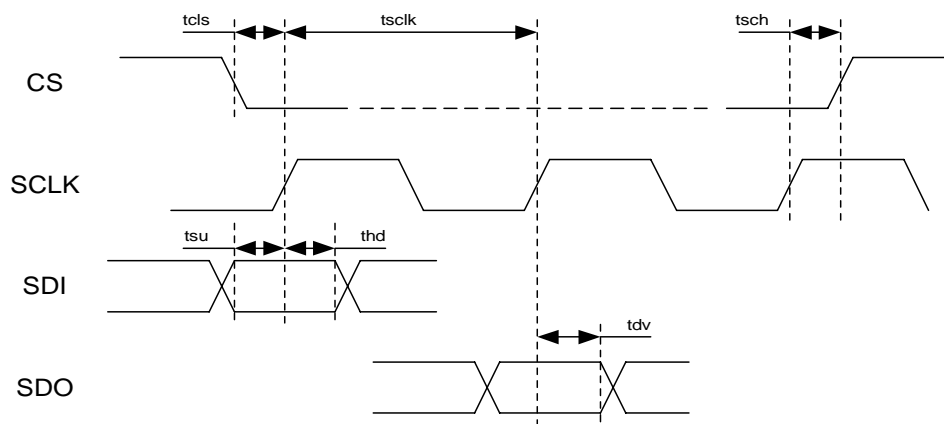 tcls tsclk tsch
CS
SCLK
tsu thd
SDI
tdv
SDO